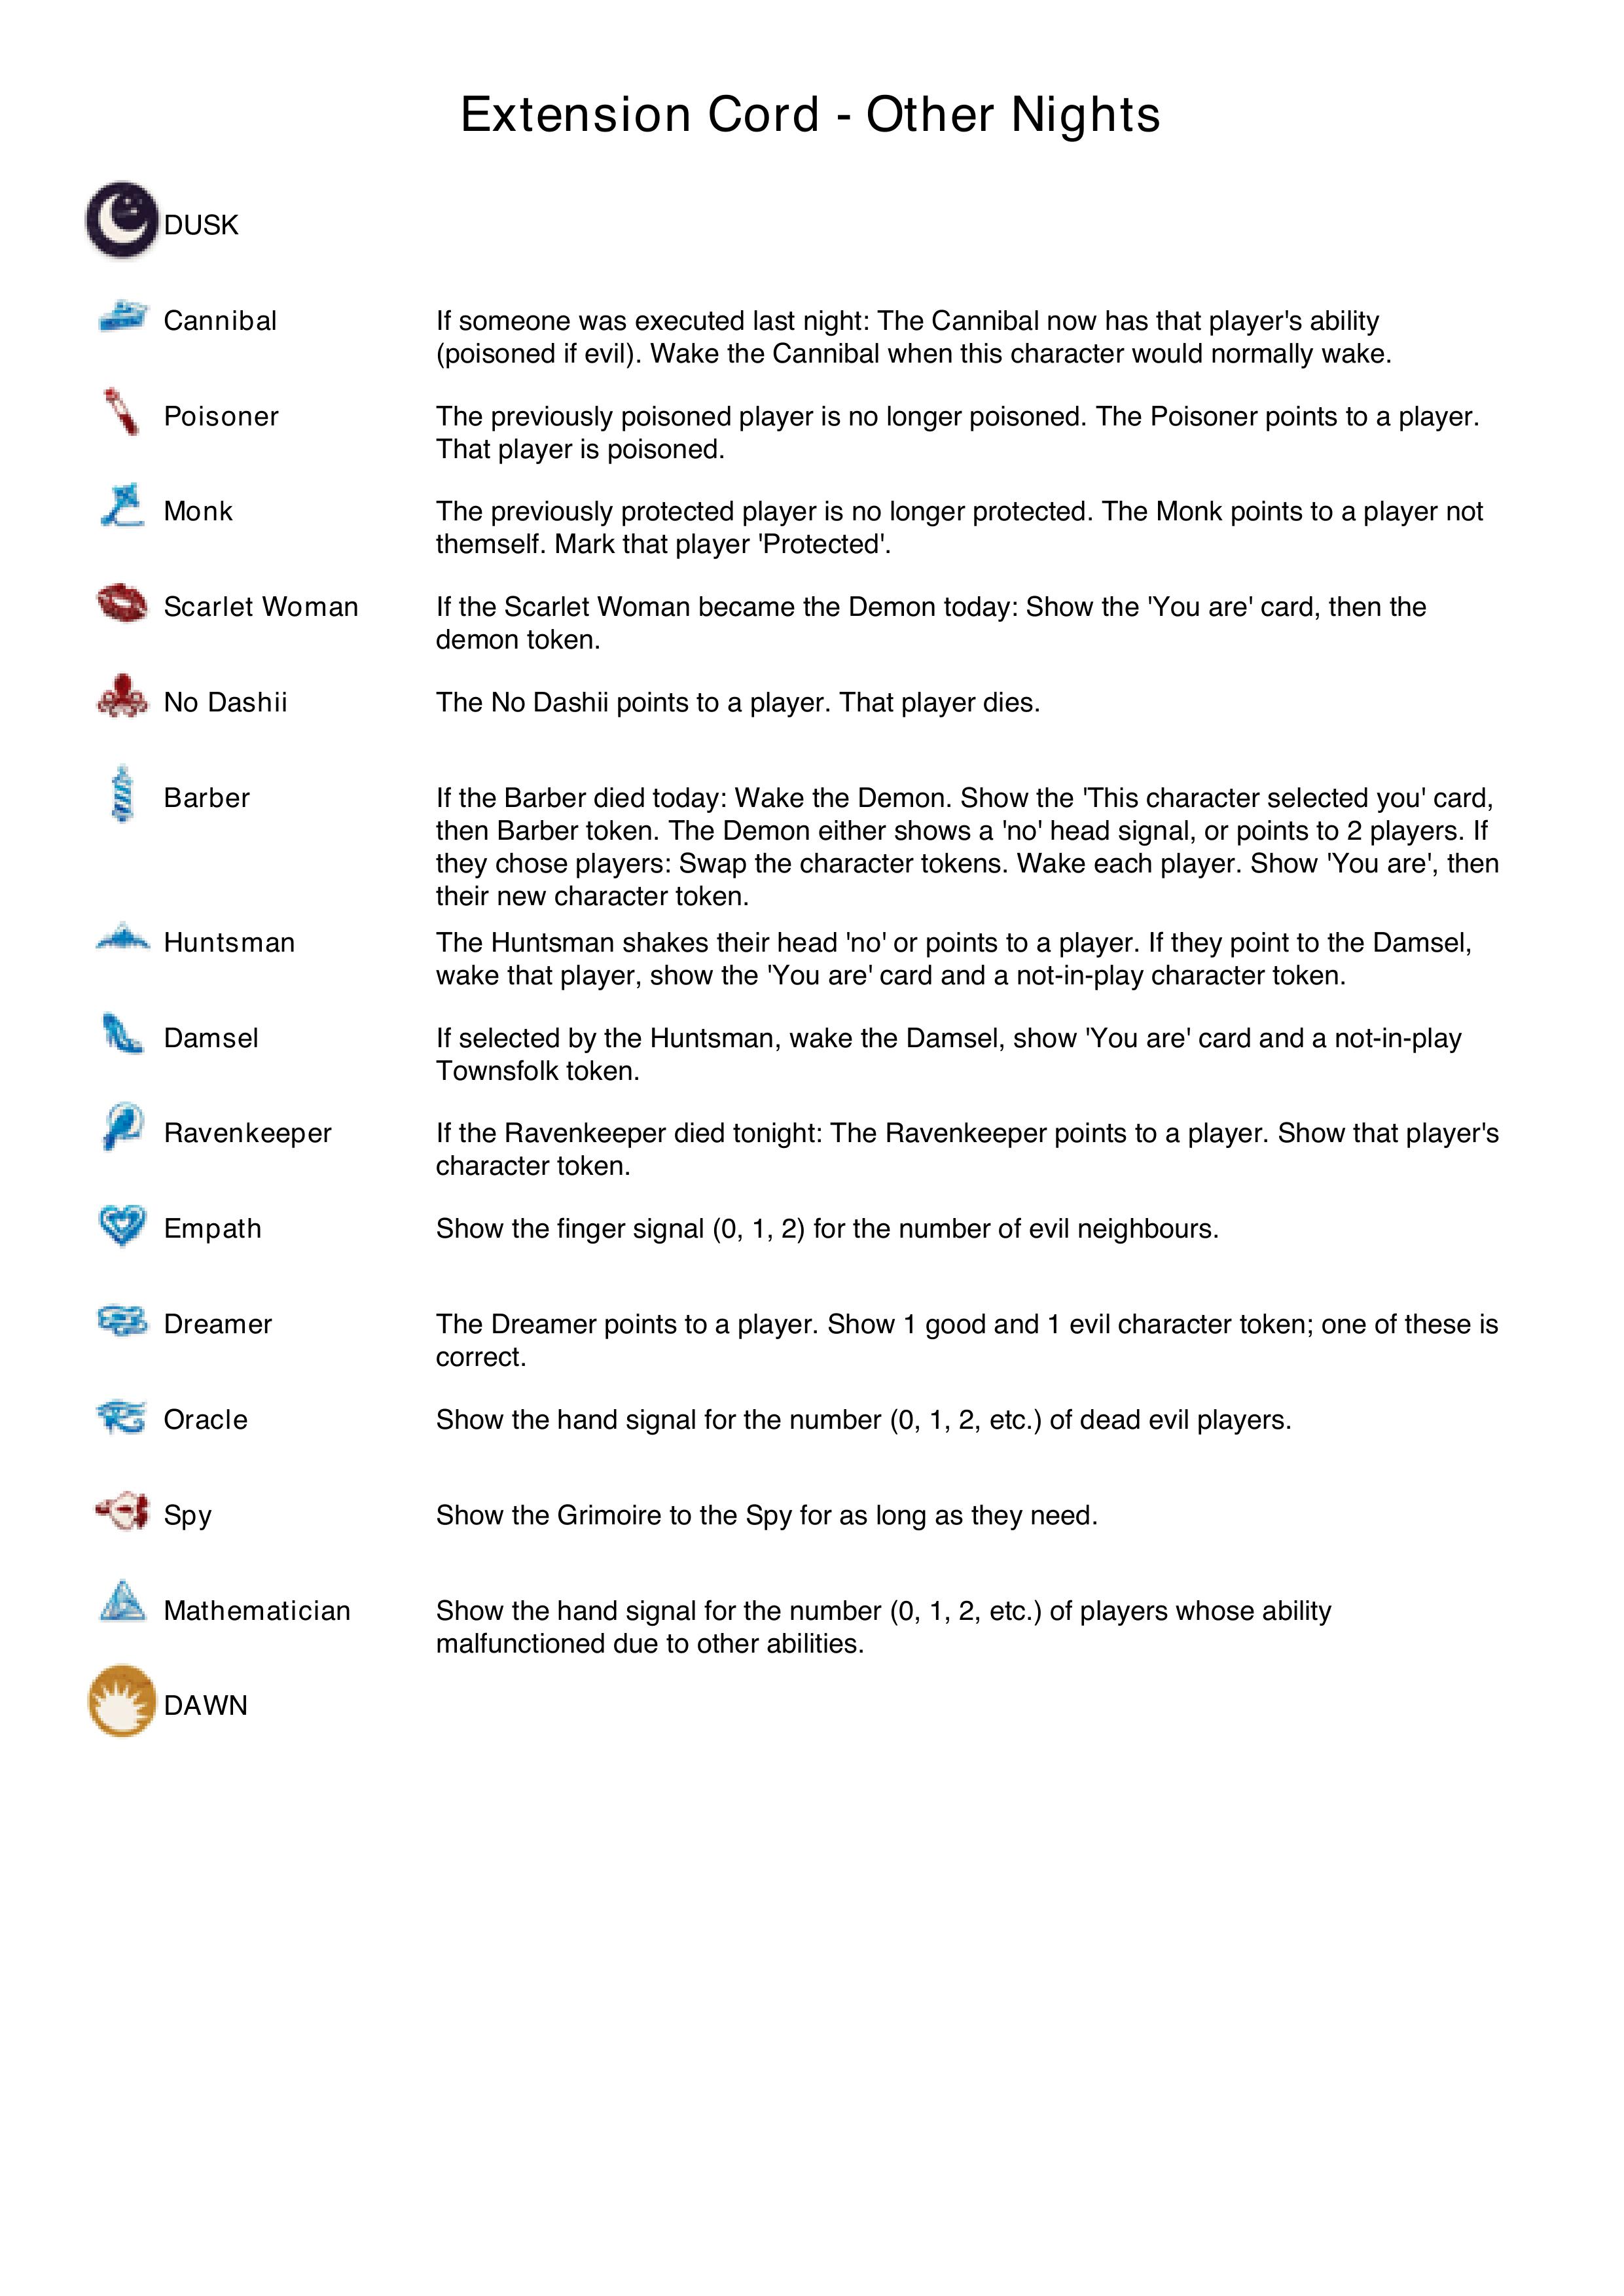 Extension Cord - Other Nights
DUSK
Cannibal
If someone was executed last night: The Cannibal now has that player's ability
(poisoned if evil). Wake the Cannibal when this character would normally wake.
Poisoner
The previously poisoned player is no longer poisoned. The Poisoner points to a player.
That player is poisoned.
Monk
The previously protected player is no longer protected. The Monk points to a player not
themself. Mark that player 'Protected'.
Scarlet Woman
If the Scarlet Woman became the Demon today: Show the 'You are' card, then the
demon token.
No Dashii
The No Dashii points to a player. That player dies.
Barber
If the Barber died today: Wake the Demon. Show the 'This character selected you' card,
then Barber token. The Demon either shows a 'no' head signal, or points to 2 players. If
they chose players: Swap the character tokens. Wake each player. Show 'You are', then
their new character token.
Huntsman
The Huntsman shakes their head 'no' or points to a player. If they point to the Damsel,
wake that player, show the 'You are' card and a not-in-play character token.
Damsel
If selected by the Huntsman, wake the Damsel, show 'You are' card and a not-in-play
Townsfolk token.
Ravenkeeper
If the Ravenkeeper died tonight: The Ravenkeeper points to a player. Show that player's
character token.
Empath
Show the finger signal (0, 1, 2) for the number of evil neighbours.
Dreamer
The Dreamer points to a player. Show 1 good and 1 evil character token; one of these is
correct.
Oracle
Show the hand signal for the number (0, 1, 2, etc.) of dead evil players.
Spy
Show the Grimoire to the Spy for as long as they need.
Mathematician
Show the hand signal for the number (0, 1, 2, etc.) of players whose ability
malfunctioned due to other abilities.
DAWN